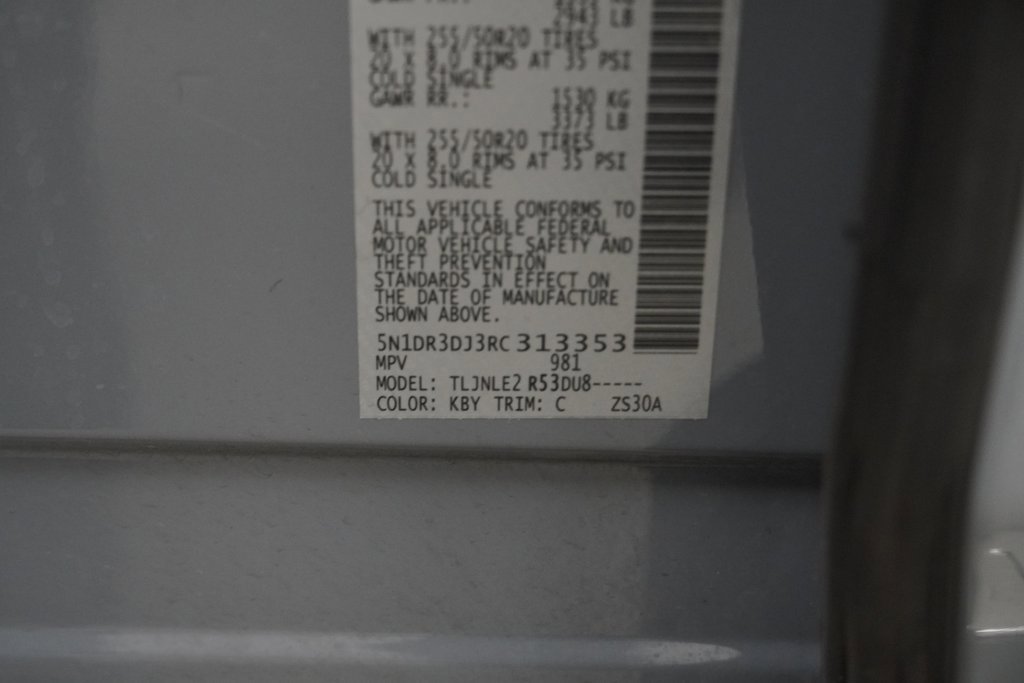 2943 LB
WITH 255/50R20 TIRES
20 X 8.0 RIMS AT 35 PSI
COLD SINGLE
GAWR RR.: 1530 KG
3373 LB
WITH 255/50R20 TIRES
20 X 8.0 RIMS AT 35 PSI
COLD SINGLE
THIS VEHICLE CONFORMS TO
ALL APPLICABLE FEDERAL
MOTOR VEHICLE SAFETY AND
THEFT PREVENTION
STANDARDS IN EFFECT ON
THE DATE OF MANUFACTURE
SHOWN ABOVE.
5N1DR3DJ3RC313353
MPV 981
MODEL: TLJNLE2 R53DU8-----
COLOR: KBY TRIM: C ZS30A